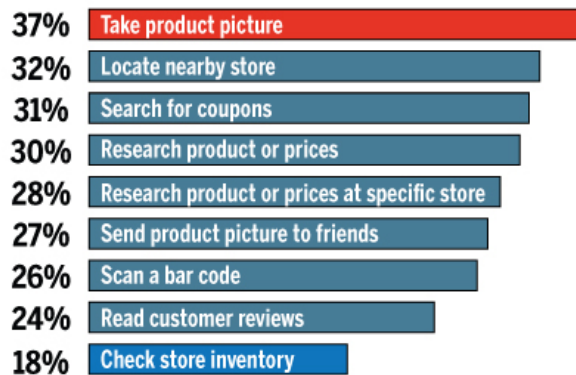 37% Take product picture
32% Locate nearby store
31% Search for coupons
30% Research product or prices
28% Research product or prices at specific store
27% Send product picture to friends
26% Scan a bar code
24% Read customer reviews
18% Check store inventory